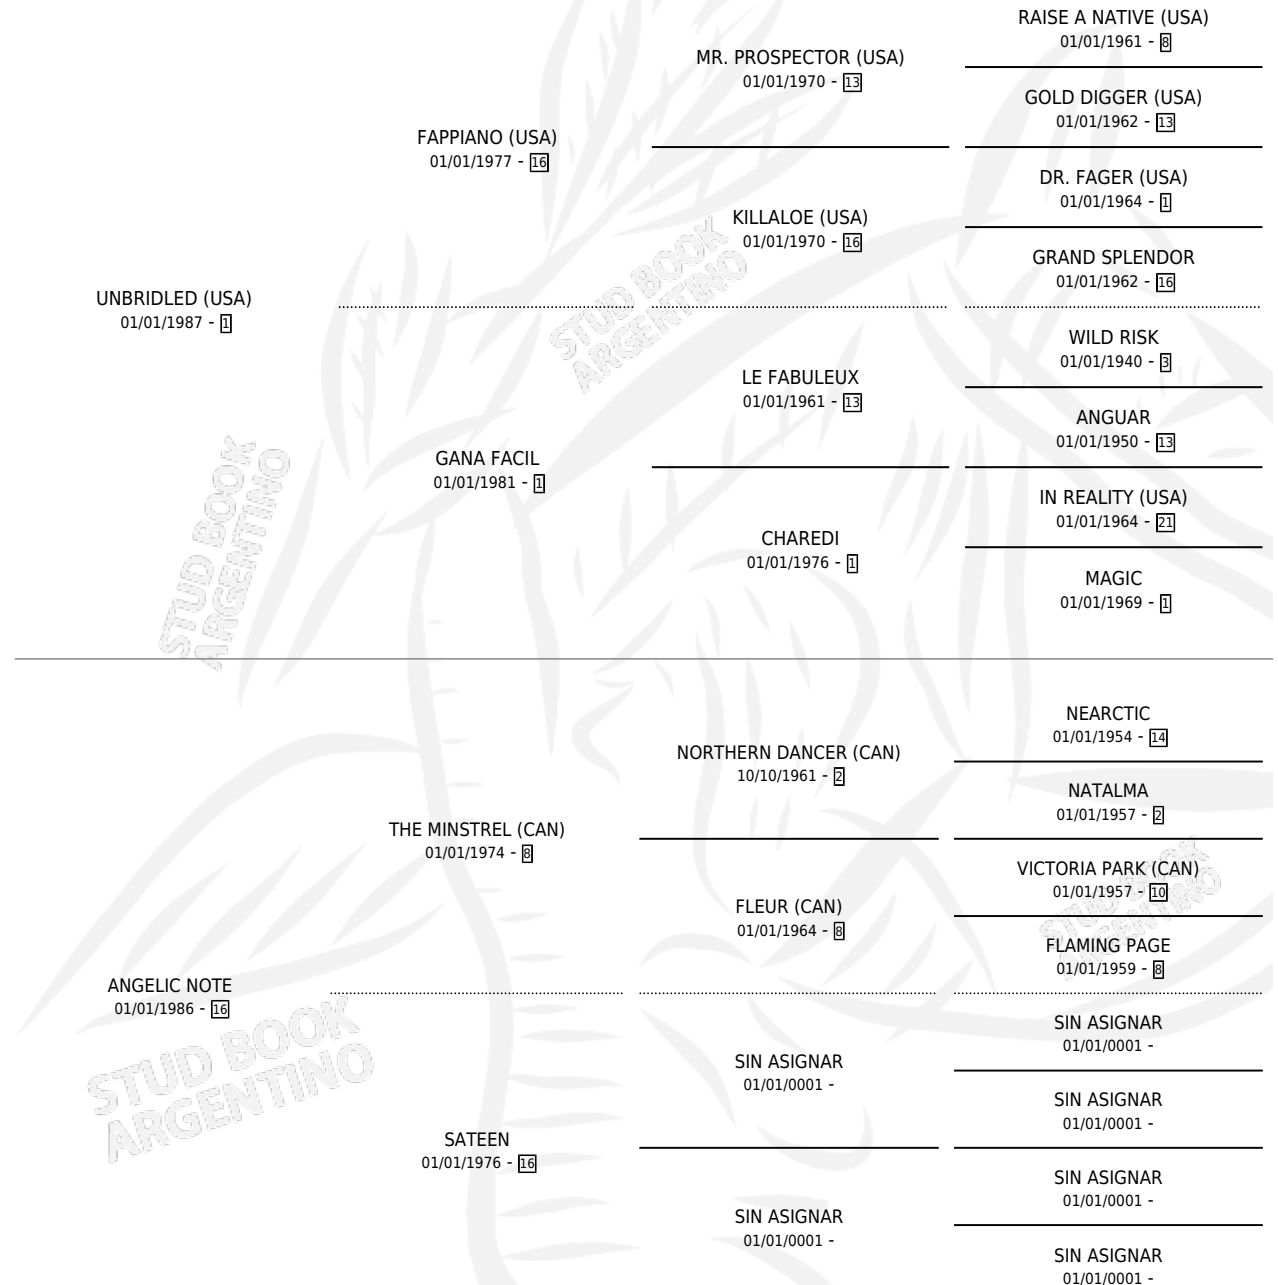 RAISE A NATIVE (USA)
01/01/1961 - 8
MR. PROSPECTOR (USA)
01/01/1970 - 13
GOLD DIGGER (USA)
01/01/1962 - 13
FAPPIANO (USA)
01/01/1977 - 16
DR. FAGER (USA)
01/01/1964 - 1
KILLALOE (USA)
01/01/1970 - 16
GRAND SPLENDOR
01/01/1962 - 16
UNBRIDLED (USA)
01/01/1987 - 1
WILD RISK
01/01/1940 - 3
LE FABULEUX
01/01/1961 - 13
ANGUAR
01/01/1950 - 13
GANA FACIL
01/01/1981 - 1
IN REALITY (USA)
01/01/1964 - 21
CHAREDI
01/01/1976 - 1
MAGIC
01/01/1969 - 1
NEARCTIC
01/01/1954 - 14
NORTHERN DANCER (CAN)
10/10/1961 - 2
NATALMA
01/01/1957 - 2
THE MINSTREL (CAN)
01/01/1974 - 8
VICTORIA PARK (CAN)
01/01/1957 - 10
FLEUR (CAN)
01/01/1964 - 8
FLAMING PAGE
01/01/1959 - 8
ANGELIC NOTE
01/01/1986 - 16
SIN ASIGNAR
01/01/0001 -
SIN ASIGNAR
01/01/0001 -
SIN ASIGNAR
01/01/0001 -
SATEEN
01/01/1976 - 16
SIN ASIGNAR
01/01/0001 -
SIN ASIGNAR
01/01/0001 -
SIN ASIGNAR
01/01/0001 -
STUD BOOK
ARGENTINO
STUD BOOK
ARGENTINO
STUD BOOK
ARGENTINO
STUD BOOK
ARGENTINO